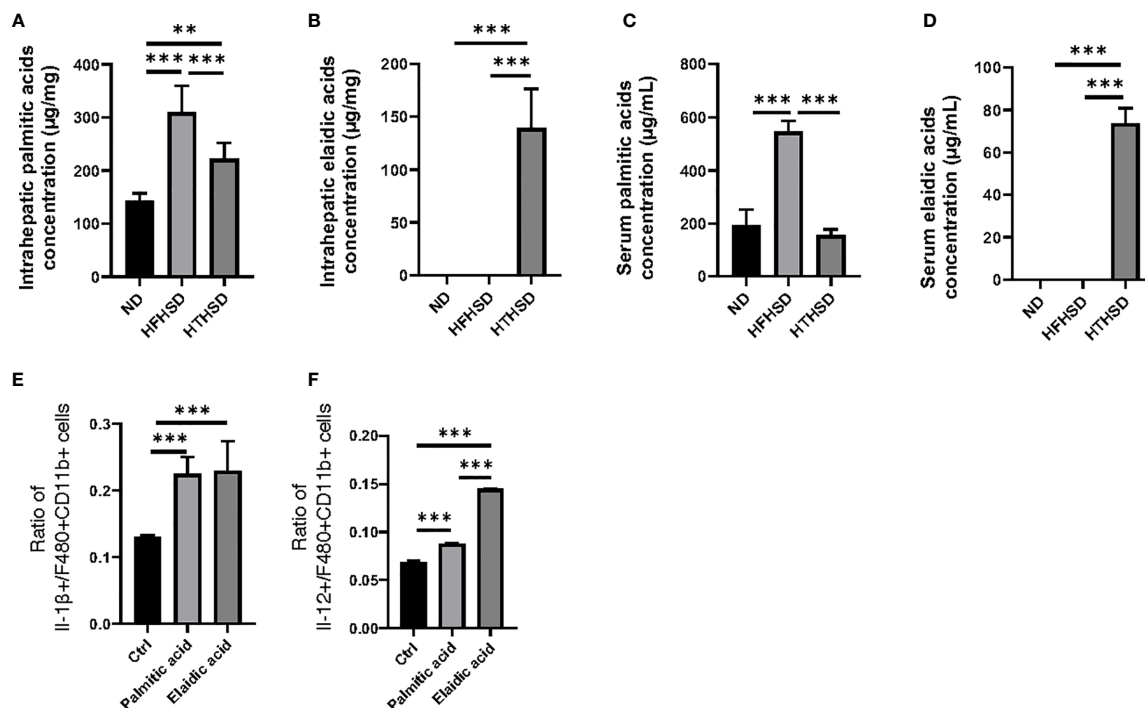 A
Intrahepatic palmitic acids
concentration (µg/mg)
400
300
200
100
0
**
*** ***
ND
HFHSD
HTHSD
B
Intrahepatic elaidic acids
concentration (µg/mg)
200
150
100
50
0
***
***
ND
HFHSD
HTHSD
C
Serum palmitic acids
concentration (µg/mL)
800
600
400
200
0
*** ***
ND
HFHSD
HTHSD
D
Serum elaidic acids
concentration (µg/mL)
100
80
60
40
20
0
***
***
ND
HFHSD
HTHSD
E
Ratio of
Il-1β+/F480+CD11b+ cells
0.3
0.2
0.1
0.0
***
***
Ctrl
Palmitic acid
Elaidic acid
F
Ratio of
Il-12+/F480+CD11b+ cells
0.20
0.15
0.10
0.05
0.00
***
***
***
Ctrl
Palmitic acid
Elaidic acid